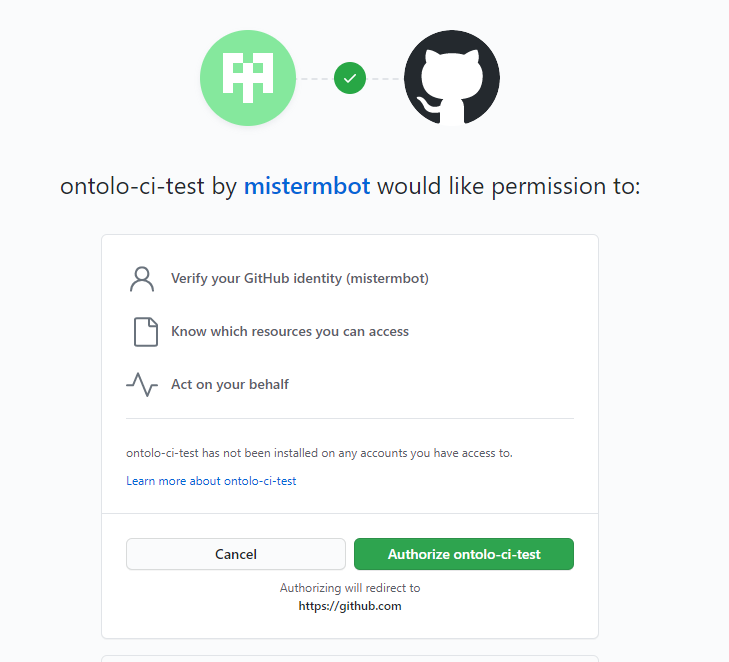 ontolo-ci-test by mistermbot would like permission to:
Verify your GitHub identity (mistermbot)
Know which resources you can access
Act on your behalf
ontolo-ci-test has not been installed on any accounts you have access to.
Learn more about ontolo-ci-test
Cancel
Authorize ontolo-ci-test
Authorizing will redirect to
https://github.com